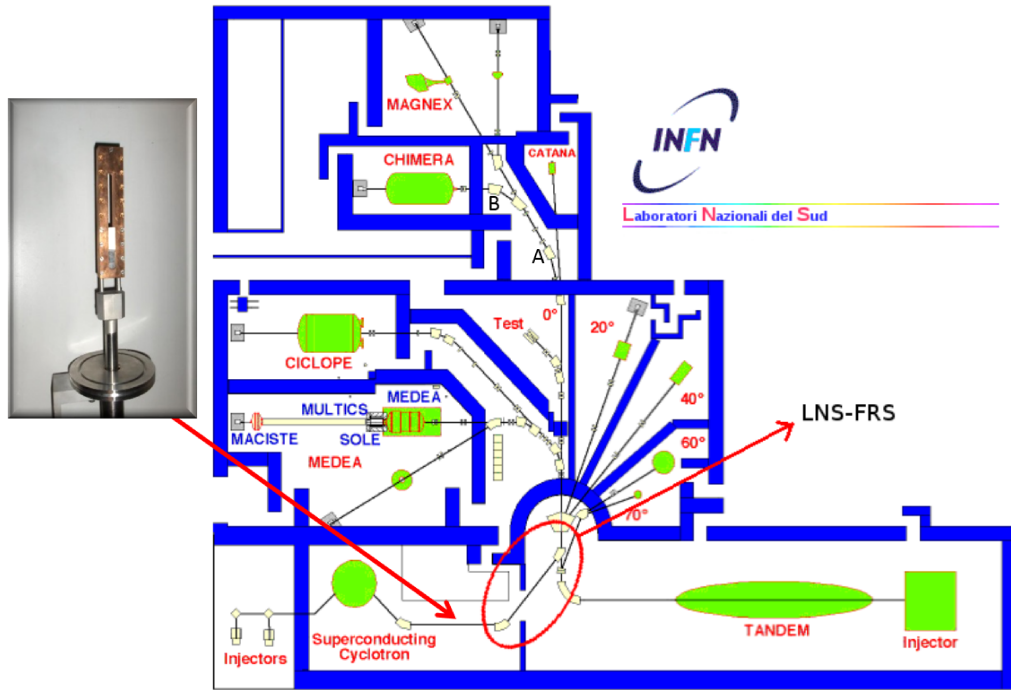 MAGNEX
CHIMERA
CATANA
B
A
INFN
Laboratori Nazionali del Sud
Test
0°
20°
CICLOPE
MEDEA
40°
MULTICS
LNS-FRS
MACISTE
SOLE
60°
MEDEA
70°
TANDEM
Superconducting
Cyclotron
Injector
Injectors